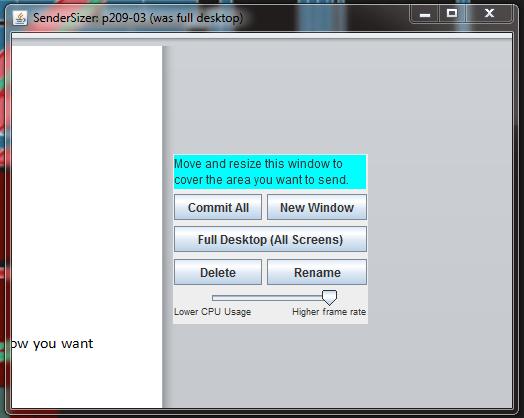 SenderSizer: p209-03 (was full desktop)
Move and resize this window to
cover the area you want to send.
Commit All
New Window
Full Desktop (All Screens)
Delete
Rename
Lower CPU Usage
Higher frame rate
ow you want